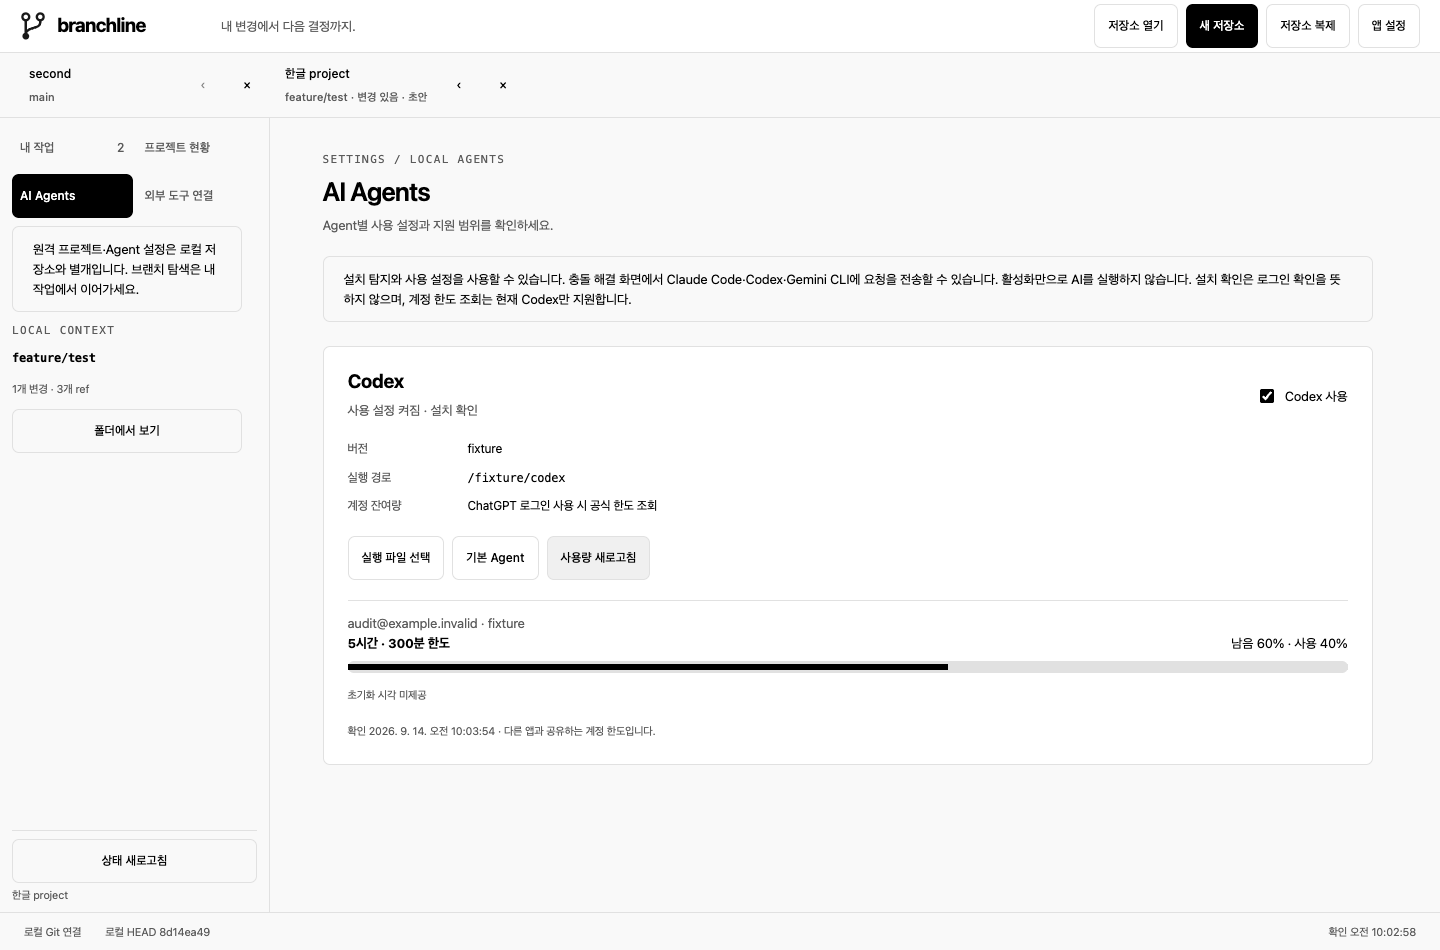 branchline
내 변경에서 다음 결정까지.
저장소 열기
새 저장소
저장소 복제
앱 설정
second
main
‹
×
한글 project
feature/test · 변경 있음 · 초안
‹
×
내 작업 2
프로젝트 현황
AI Agents
외부 도구 연결
원격 프로젝트·Agent 설정은 로컬 저
장소와 별개입니다. 브랜치 탐색은 내
작업에서 이어가세요.
LOCAL CONTEXT
feature/test
1개 변경 · 3개 ref
폴더에서 보기
상태 새로고침
한글 project
SETTINGS / LOCAL AGENTS
AI Agents
Agent별 사용 설정과 지원 범위를 확인하세요.
설치 탐지와 사용 설정을 사용할 수 있습니다. 충돌 해결 화면에서 Claude Code·Codex·Gemini CLI에 요청을 전송할 수 있습니다. 활성화만으로 AI를 실행하지 않습니다. 설치 확인은 로그인 확인을 뜻
하지 않으며, 계정 한도 조회는 현재 Codex만 지원합니다.
Codex
사용 설정 켜짐 · 설치 확인
Codex 사용
버전 fixture
실행 경로 /fixture/codex
계정 잔여량 ChatGPT 로그인 사용 시 공식 한도 조회
실행 파일 선택
기본 Agent
사용량 새로고침
audit@example.invalid · fixture
5시간 · 300분 한도
남음 60% · 사용 40%
초기화 시각 미제공
확인 2026. 9. 14. 오전 10:03:54 · 다른 앱과 공유하는 계정 한도입니다.
로컬 Git 연결
로컬 HEAD 8d14ea49
확인 오전 10:02:58